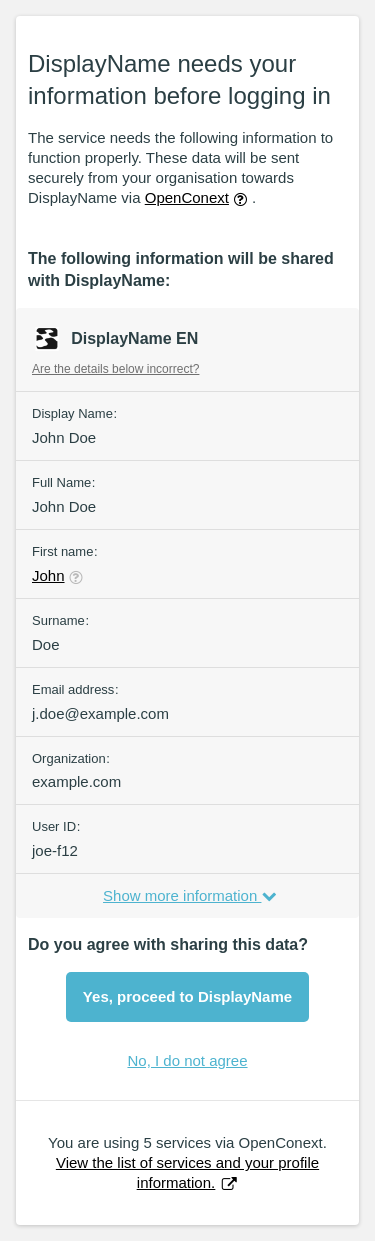 DisplayName needs your
information before logging in
The service needs the following information to
function properly. These data will be sent
securely from your organisation towards
DisplayName via OpenConext ? .
The following information will be shared
with DisplayName:
DisplayName EN
Are the details below incorrect?
Display Name:
John Doe
Full Name:
John Doe
First name:
John ?
Surname:
Doe
Email address:
j.doe@example.com
Organization:
example.com
User ID:
joe-f12
Show more information
Do you agree with sharing this data?
Yes, proceed to DisplayName
No, I do not agree
You are using 5 services via OpenConext.
View the list of services and your profile
information.